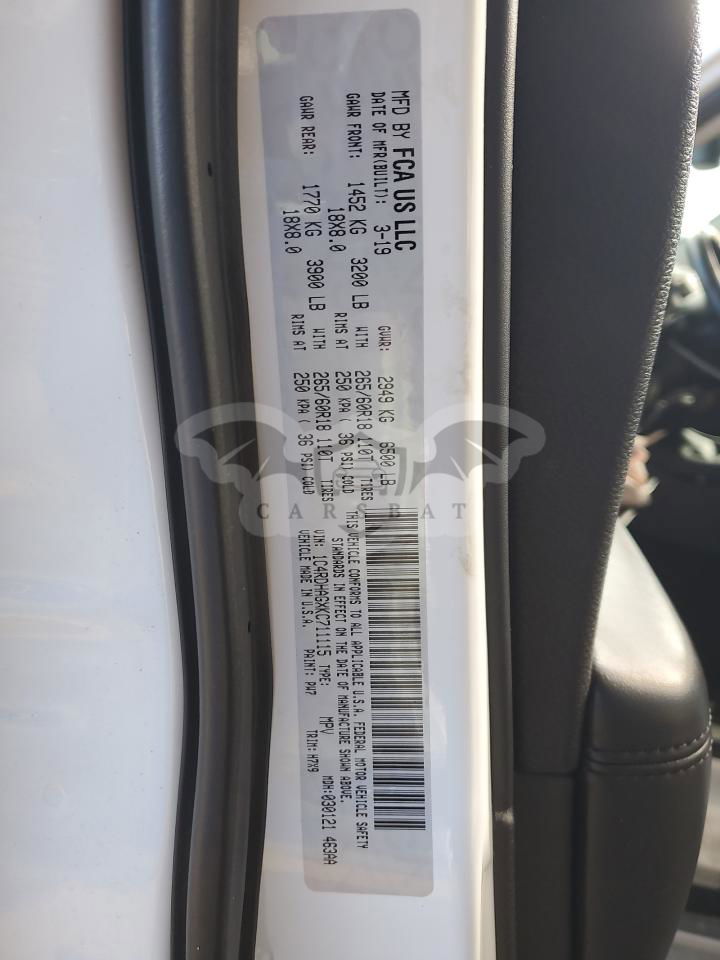 MFD BY FCA US LLC
DATE OF MFR(BUILT): 3-19 GVWR: 2949 KG 6500 LB
GAWR FRONT: 1452 KG 3200 LB WITH 265/60R18 110T TIRES
18X8.0 RIMS AT 250 KPA ( 36 PSI) COLD
GAWR REAR: 1770 KG 3900 LB WITH 265/60R18 110T TIRES
18X8.0 RIMS AT 250 KPA ( 36 PSI) COLD
THIS VEHICLE CONFORMS TO ALL APPLICABLE U.S.A. FEDERAL MOTOR VEHICLE SAFETY
STANDARDS IN EFFECT ON THE DATE OF MANUFACTURE SHOWN ABOVE.
VIN: 1C4RDHAGXKC711115 TYPE: MPV MDH:030121 463AA
VEHICLE MADE IN U.S.A. PAINT: PW7 TRIM: H7X9
CARSBAT